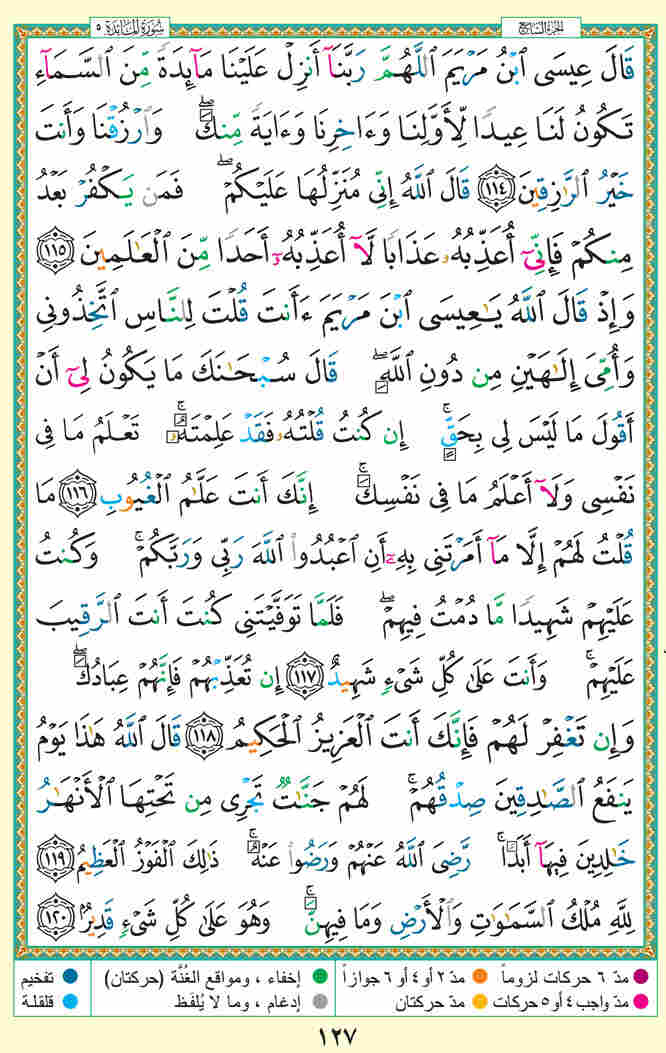 الجزء السابع
سورة المائدة ٥
قَالَ عِيسَى ٱبۡنُ مَرۡيَمَ ٱللَّهُمَّ رَبَّنَآ أَنزِلۡ عَلَيۡنَا مَآئِدَةٗ مِّنَ ٱلسَّمَآءِ
تَكُونُ لَنَا عِيدٗا لِّأَوَّلِنَا وَءَاخِرِنَا وَءَايَةٗ مِّنكَۖ وَٱرۡزُقۡنَا وَأَنتَ
خَيۡرُ ٱلرَّٰزِقِينَ ١١٤ قَالَ ٱللَّهُ إِنِّي مُنَزِّلُهَا عَلَيۡكُمۡۖ فَمَن يَكۡفُرۡ بَعۡدُ
مِنكُمۡ فَإِنِّيٓ أُعَذِّبُهُۥ عَذَابٗا لَّآ أُعَذِّبُهُۥٓ أَحَدٗا مِّنَ ٱلۡعَٰلَمِينَ ١١٥
وَإِذۡ قَالَ ٱللَّهُ يَٰعِيسَى ٱبۡنَ مَرۡيَمَ ءَأَنتَ قُلۡتَ لِلنَّاسِ ٱتَّخِذُونِي
وَأُمِّيَ إِلَٰهَيۡنِ مِن دُونِ ٱللَّهِۖ قَالَ سُبۡحَٰنَكَ مَا يَكُونُ لِيٓ أَنۡ
أَقُولَ مَا لَيۡسَ لِي بِحَقٍّۚ إِن كُنتُ قُلۡتُهُۥ فَقَدۡ عَلِمۡتَهُۥۚ تَعۡلَمُ مَا فِي
نَفۡسِي وَلَآ أَعۡلَمُ مَا فِي نَفۡسِكَۚ إِنَّكَ أَنتَ عَلَّٰمُ ٱلۡغُيُوبِ ١١٦ مَا
قُلۡتُ لَهُمۡ إِلَّا مَآ أَمَرۡتَنِي بِهِۦٓ أَنِ ٱعۡبُدُواْ ٱللَّهَ رَبِّي وَرَبَّكُمۡۚ وَكُنتُ
عَلَيۡهِمۡ شَهِيدٗا مَّا دُمۡتُ فِيهِمۡۖ فَلَمَّا تَوَفَّيۡتَنِي كُنتَ أَنتَ ٱلرَّقِيبَ
عَلَيۡهِمۡۚ وَأَنتَ عَلَىٰ كُلِّ شَيۡءٖ شَهِيدٌ ١١٧ إِن تُعَذِّبۡهُمۡ فَإِنَّهُمۡ عِبَادُكَۖ
وَإِن تَغۡفِرۡ لَهُمۡ فَإِنَّكَ أَنتَ ٱلۡعَزِيزُ ٱلۡحَكِيمُ ١١٨ قَالَ ٱللَّهُ هَٰذَا يَوۡمُ
يَنفَعُ ٱلصَّٰدِقِينَ صِدۡقُهُمۡۚ لَهُمۡ جَنَّٰتٞ تَجۡرِي مِن تَحۡتِهَا ٱلۡأَنۡهَٰرُ
خَٰلِدِينَ فِيهَآ أَبَدٗاۚ رَّضِيَ ٱللَّهُ عَنۡهُمۡ وَرَضُواْ عَنۡهُۚ ذَٰلِكَ ٱلۡفَوۡزُ ٱلۡعَظِيمُ ١١٩
لِلَّهِ مُلۡكُ ٱلسَّمَٰوَٰتِ وَٱلۡأَرۡضِ وَمَا فِيهِنَّۚ وَهُوَ عَلَىٰ كُلِّ شَيۡءٖ قَدِيرُۢ ١٢٠
مدّ ٦ حركات لزوماً مدّ ٢ أو ٤ أو ٦ جوازاً إخفاء ، ومواقع الغُنَّة (حركتان) تفخيم
مدّ واجب ٤ أو ٥ حركات مدّ حركتان إدغام ، وما لا يُلفَظ قلقلة
١٢٧